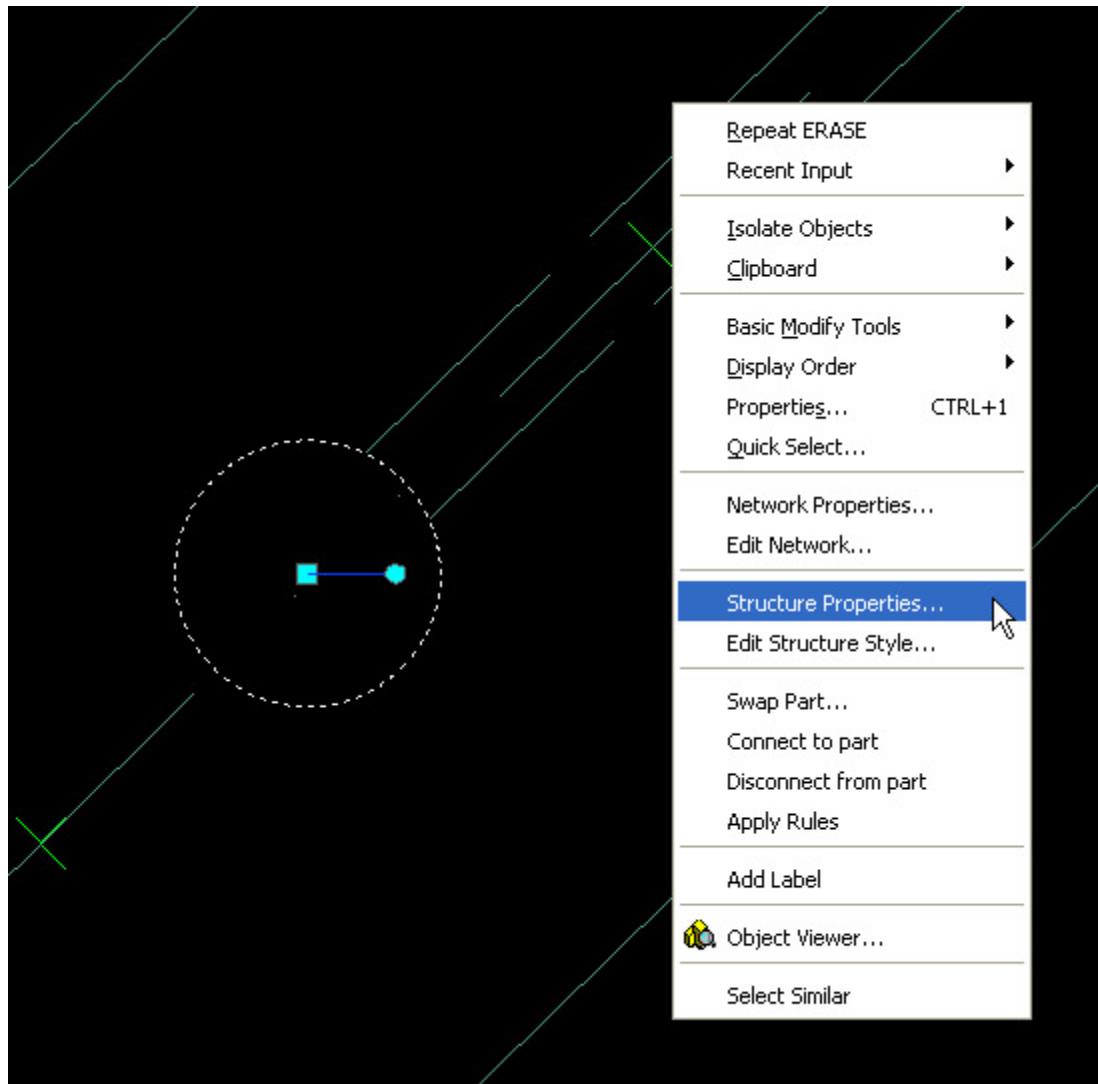 Repeat ERASE
Recent Input
Isolate Objects
Clipboard
Basic Modify Tools
Display Order
Properties... CTRL+1
Quick Select...
Network Properties...
Edit Network...
Structure Properties...
Edit Structure Style...
Swap Part...
Connect to part
Disconnect from part
Apply Rules
Add Label
Object Viewer...
Select Similar